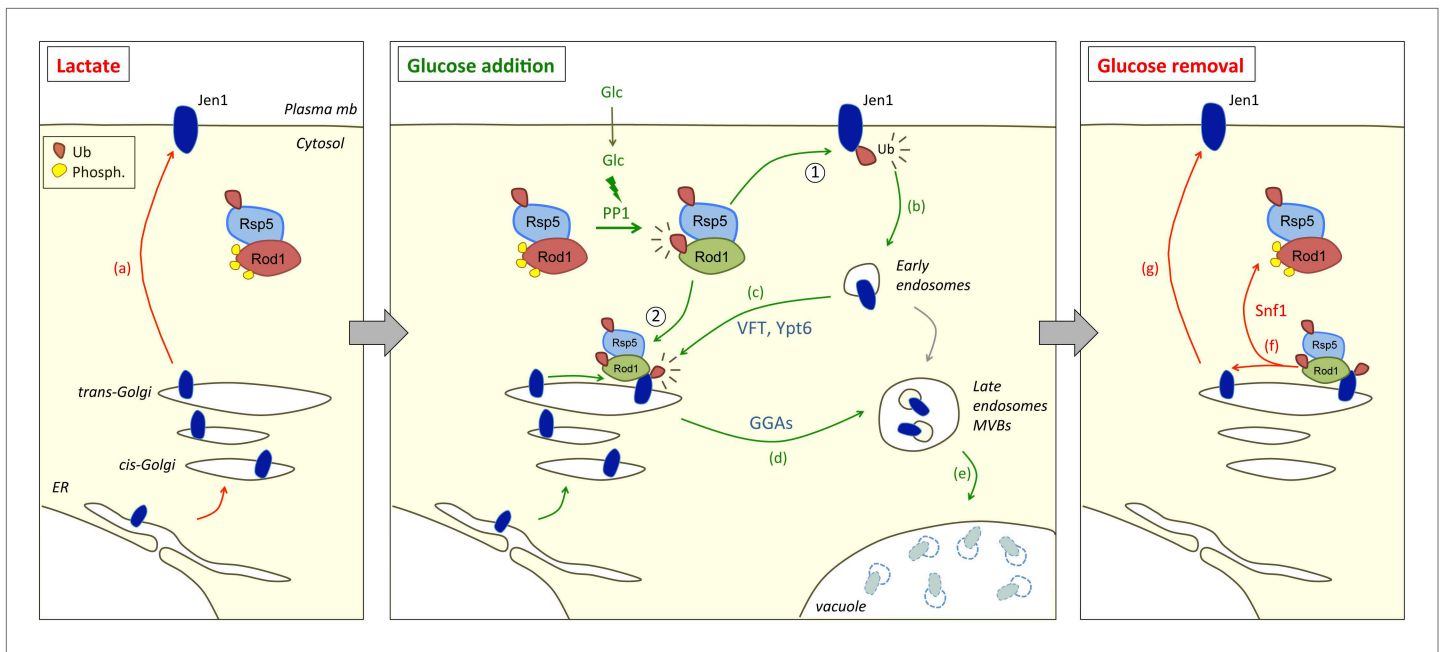 Lactate
Jen1
Plasma mb
Cytosol
Ub
Phosph.
Rsp5
Rod1
(a)
trans-Golgi
cis-Golgi
ER
Glucose addition
Glc
Glc
PP1
Rsp5
Rod1
Rsp5
Rod1
Jen1
Ub
1
(b)
Early
endosomes
(c)
VFT, Ypt6
2
Rsp5
Rod1
GGAs
(d)
Late
endosomes
MVBs
(e)
vacuole
Glucose removal
Jen1
Rsp5
Rod1
(g)
Snf1
(f)
Rsp5
Rod1